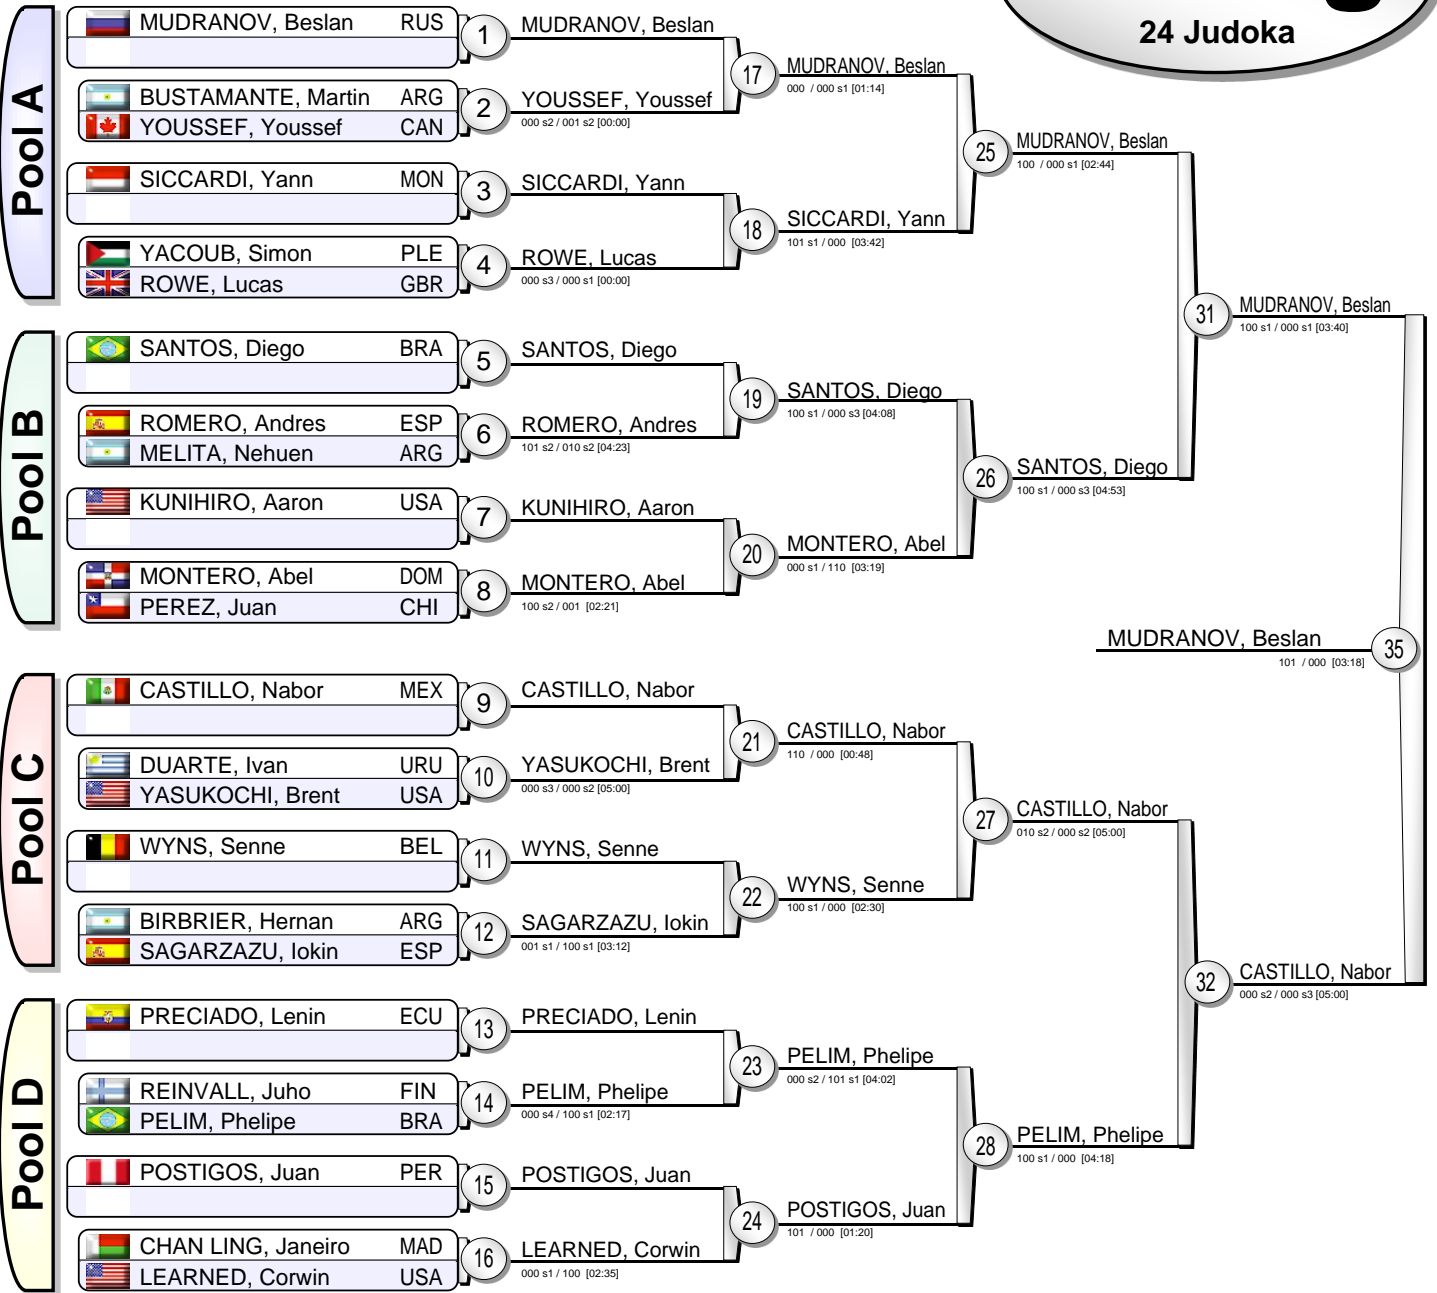 24 Judoka
Pool A
MUDRANOV, Beslan RUS
1
MUDRANOV, Beslan
BUSTAMANTE, Martin ARG
YOUSSEF, Youssef CAN
2
YOUSSEF, Youssef
000 s2 / 001 s2 [00:00]
17
MUDRANOV, Beslan
000 / 000 s1 [01:14]
SICCARDI, Yann MON
3
SICCARDI, Yann
YACOUB, Simon PLE
ROWE, Lucas GBR
4
ROWE, Lucas
000 s3 / 000 s1 [00:00]
18
SICCARDI, Yann
101 s1 / 000 [03:42]
25
MUDRANOV, Beslan
100 / 000 s1 [02:44]
Pool B
SANTOS, Diego BRA
5
SANTOS, Diego
ROMERO, Andres ESP
MELITA, Nehuen ARG
6
ROMERO, Andres
101 s2 / 010 s2 [04:23]
19
SANTOS, Diego
100 s1 / 000 s3 [04:08]
KUNIHIRO, Aaron USA
7
KUNIHIRO, Aaron
MONTERO, Abel DOM
PEREZ, Juan CHI
8
MONTERO, Abel
100 s2 / 001 [02:21]
20
MONTERO, Abel
000 s1 / 110 [03:19]
26
SANTOS, Diego
100 s1 / 000 s3 [04:53]
31
MUDRANOV, Beslan
100 s1 / 000 s1 [03:40]
MUDRANOV, Beslan
101 / 000 [03:18]
35
Pool C
CASTILLO, Nabor MEX
9
CASTILLO, Nabor
DUARTE, Ivan URU
YASUKOCHI, Brent USA
10
YASUKOCHI, Brent
000 s3 / 000 s2 [05:00]
21
CASTILLO, Nabor
110 / 000 [00:48]
WYNS, Senne BEL
11
WYNS, Senne
BIRBRIER, Hernan ARG
SAGARZAZU, Iokin ESP
12
SAGARZAZU, Iokin
001 s1 / 100 s1 [03:12]
22
WYNS, Senne
100 s1 / 000 [02:30]
27
CASTILLO, Nabor
010 s2 / 000 s2 [05:00]
Pool D
PRECIADO, Lenin ECU
13
PRECIADO, Lenin
REINVALL, Juho FIN
PELIM, Phelipe BRA
14
PELIM, Phelipe
000 s4 / 100 s1 [02:17]
23
PELIM, Phelipe
000 s2 / 101 s1 [04:02]
POSTIGOS, Juan PER
15
POSTIGOS, Juan
CHAN LING, Janeiro MAD
LEARNED, Corwin USA
16
LEARNED, Corwin
000 s1 / 100 [02:35]
24
POSTIGOS, Juan
101 / 000 [01:20]
28
PELIM, Phelipe
100 s1 / 000 [04:18]
32
CASTILLO, Nabor
000 s2 / 000 s3 [05:00]